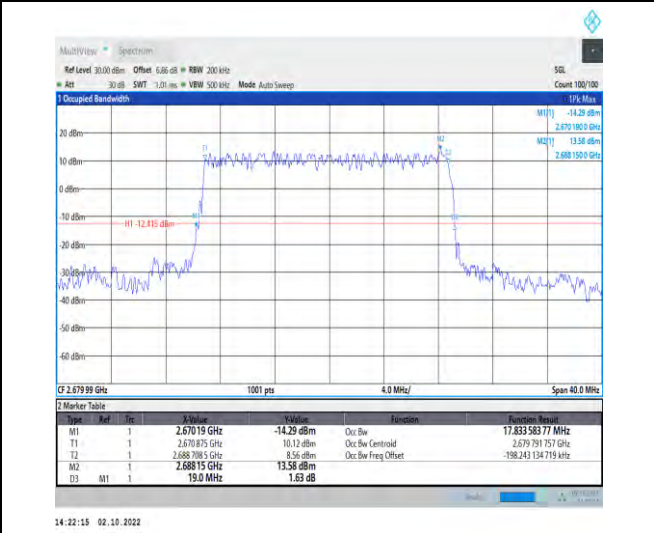 MultiView Spectrum
Ref Level 30.00 dBm Offset 6.86 dB RBW 200 kHz SGL
Att 30 dB SWT 1.01 ms VBW 500 kHz Mode Auto Sweep Count 100/100
1 Occupied Bandwidth 1Pk Max
M1[1] -14.29 dBm
2.670 190 0 GHz
M2[1] 13.58 dBm
2.688 150 0 GHz
M2
T1
T2
20 dBm
10 dBm
0 dBm
-10 dBm
H1 -12.815 dBm
-20 dBm
-30 dBm
-40 dBm
-50 dBm
-60 dBm
CF 2.679 99 GHz 1001 pts 4.0 MHz/ Span 40.0 MHz
2 Marker Table
Type Ref Trc X-Value Y-Value Function Function Result
M1 1 2.670 19 GHz -14.29 dBm Occ Bw 17.833 583 77 MHz
T1 1 2.670 875 GHz 10.12 dBm Occ Bw Centroid 2.679 791 757 GHz
T2 1 2.688 708 5 GHz 8.56 dBm Occ Bw Freq Offset -198.243 134 719 kHz
M2 1 2.688 15 GHz 13.58 dBm
D3 M1 1 19.0 MHz 1.63 dB
14:22:15 02.10.2022